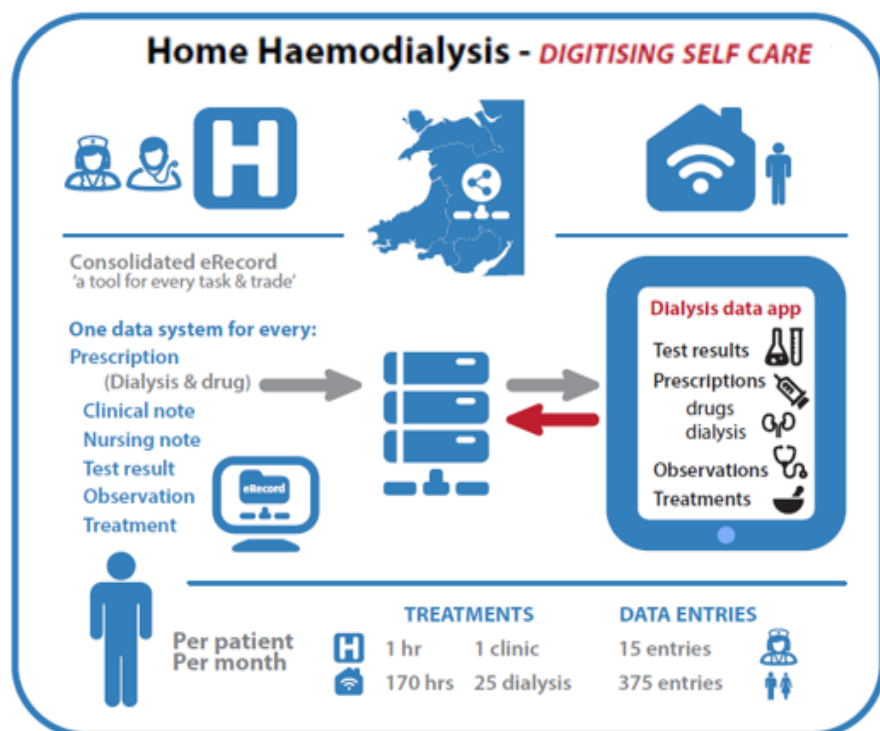 Home Haemodialysis - DIGITISING SELF CARE
H
Consolidated eRecord
'a tool for every task & trade'
One data system for every:
Prescription
(Dialysis & drug)
Clinical note
Nursing note
Test result
Observation
Treatment
eRecord
Dialysis data app
Test results
Prescriptions
drugs
dialysis
Observations
Treatments
Per patient
Per month
TREATMENTS DATA ENTRIES
H 1 hr 1 clinic 15 entries
170 hrs 25 dialysis 375 entries